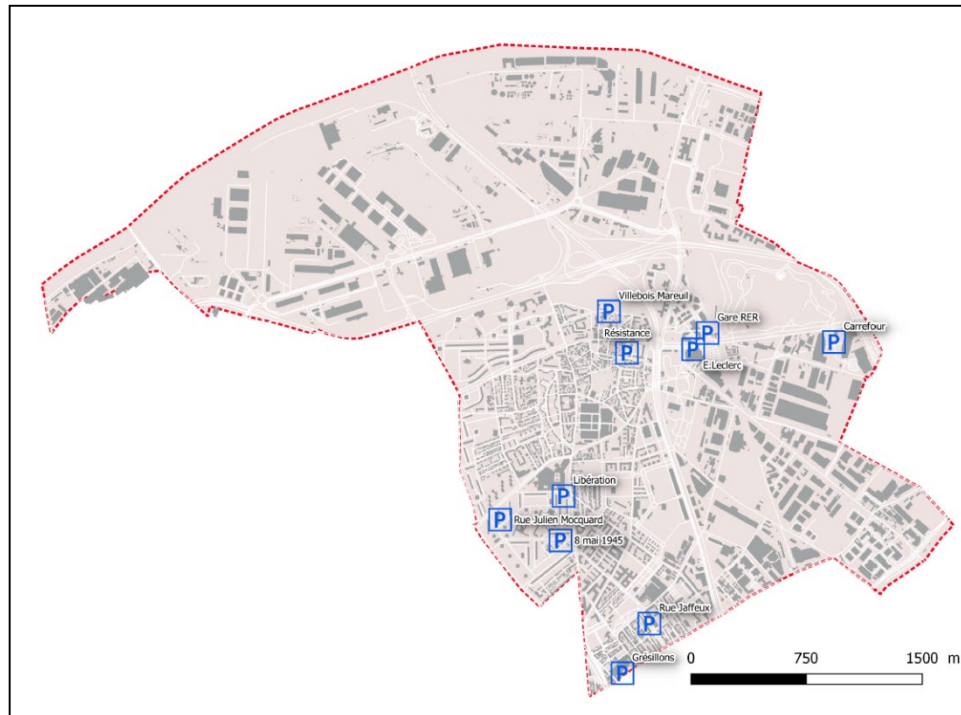 P Villebois Mareuil
P Gare RER
P Résistance
P E.Leclerc
P Carrefour
P Libération
P Rue Julien Mocquard
P 8 mai 1945
P Rue Jaffeux
P Grésillons
0 750 1500 m